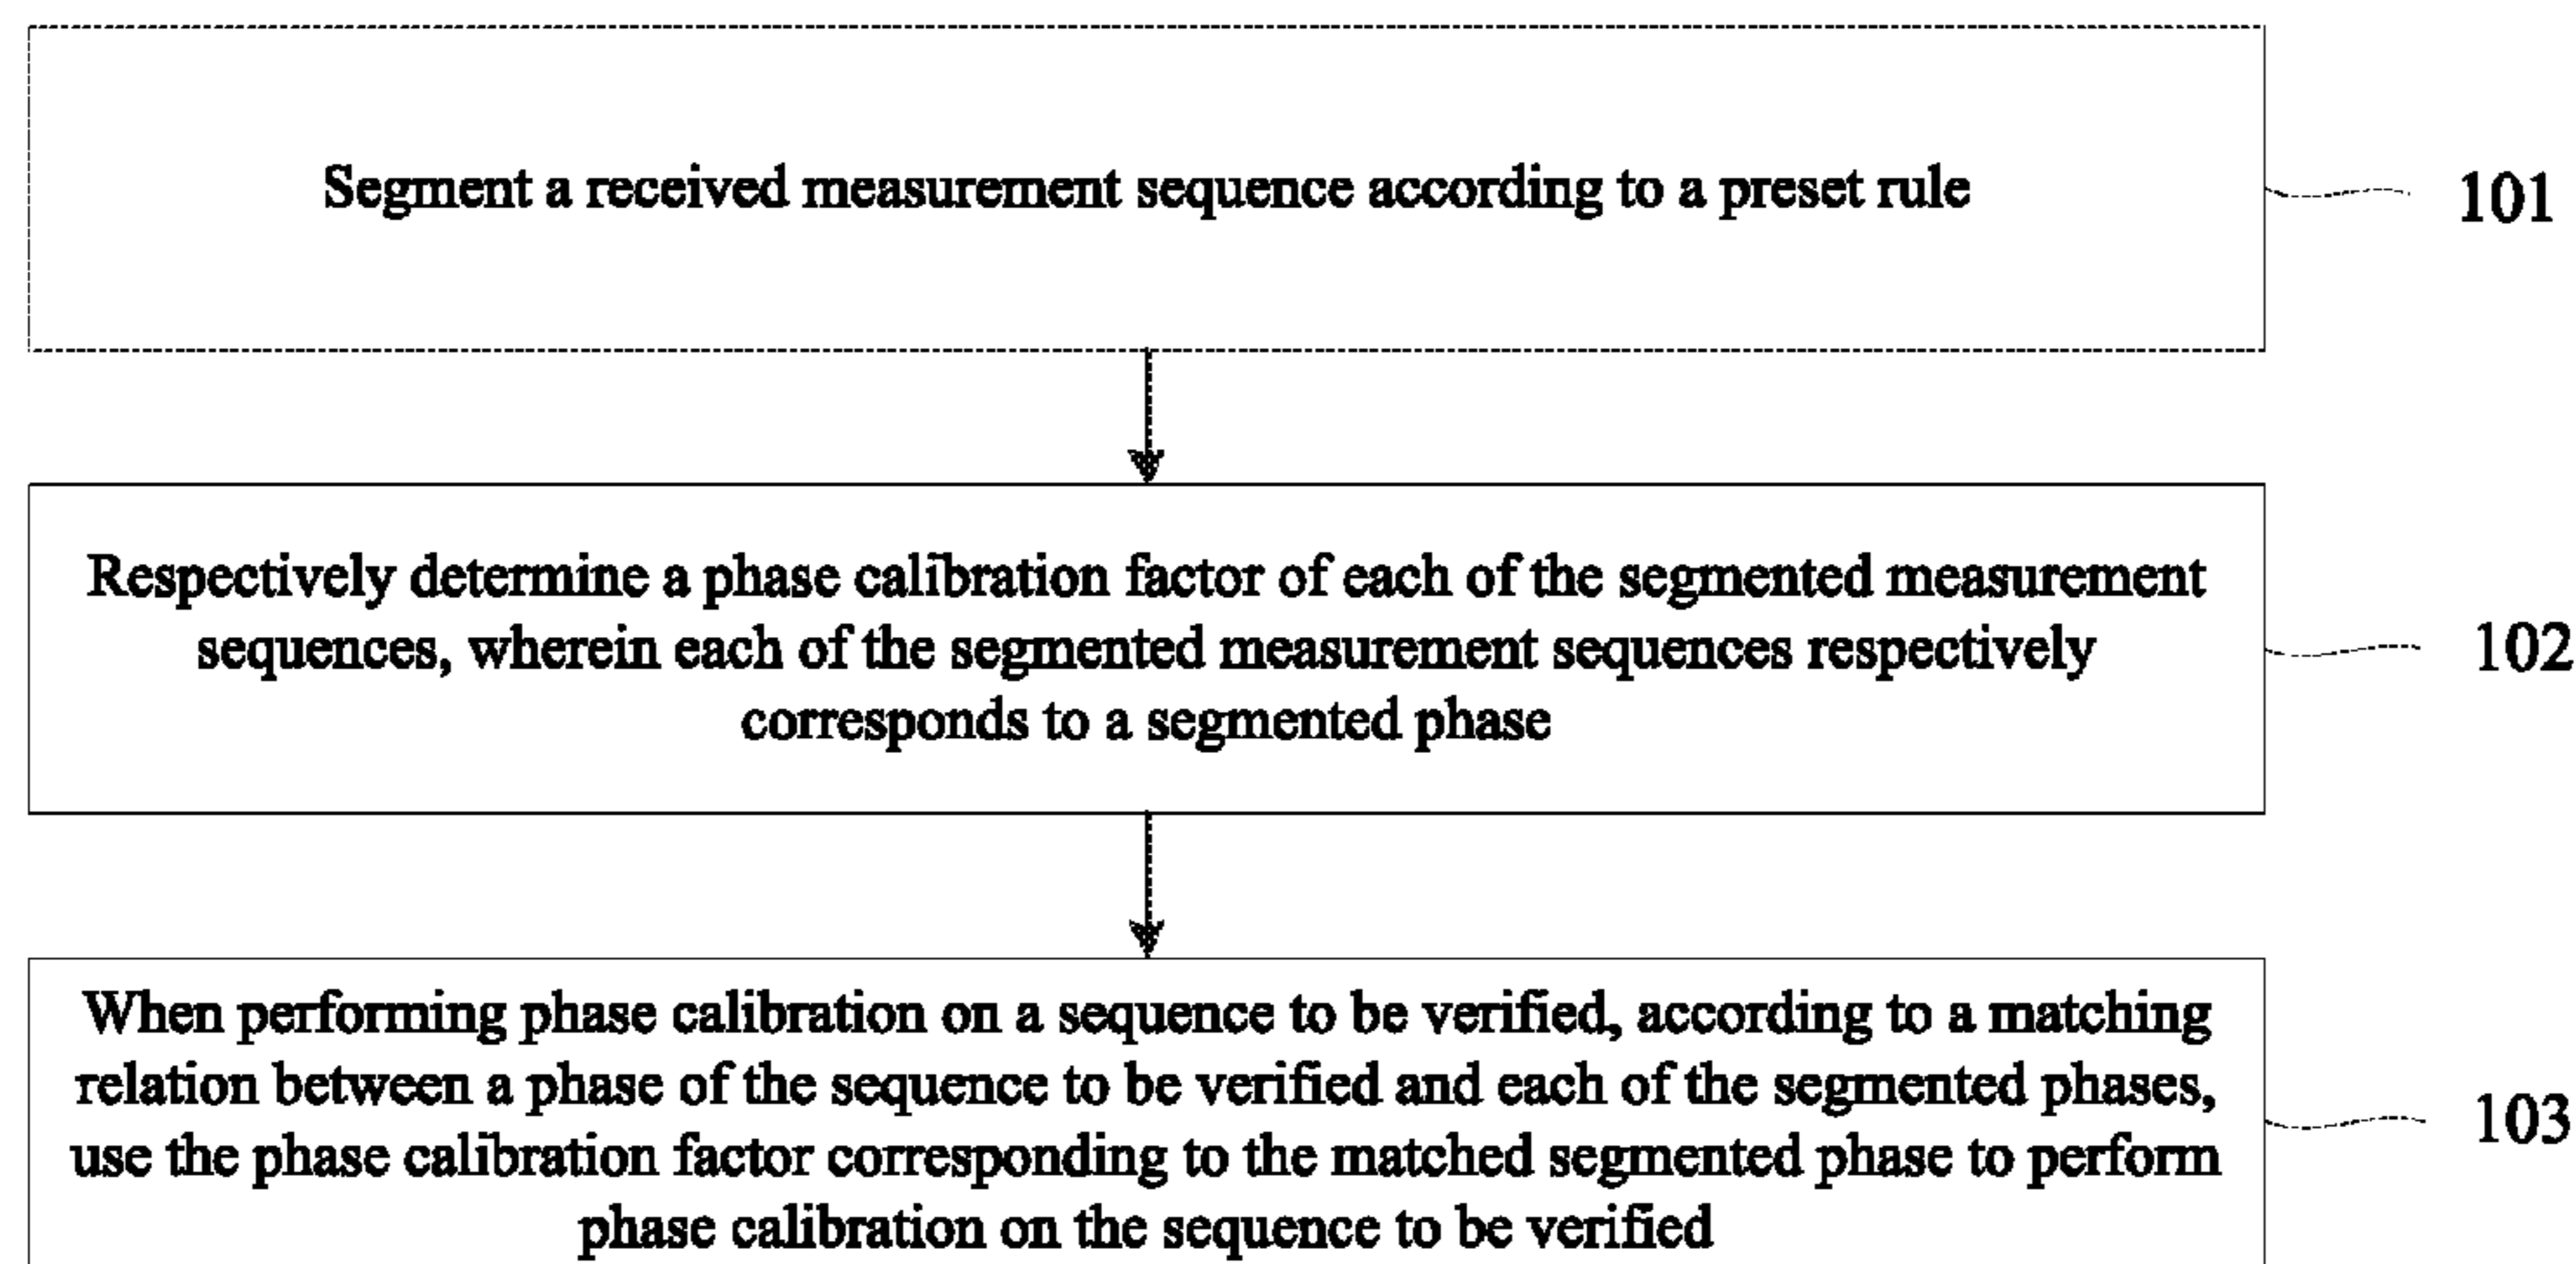 Segment a received measurement sequence according to a preset rule
101
Respectively determine a phase calibration factor of each of the segmented measurement
sequences, wherein each of the segmented measurement sequences respectively
corresponds to a segmented phase
102
When performing phase calibration on a sequence to be verified, according to a matching
relation between a phase of the sequence to be verified and each of the segmented phases,
use the phase calibration factor corresponding to the matched segmented phase to perform
phase calibration on the sequence to be verified
103